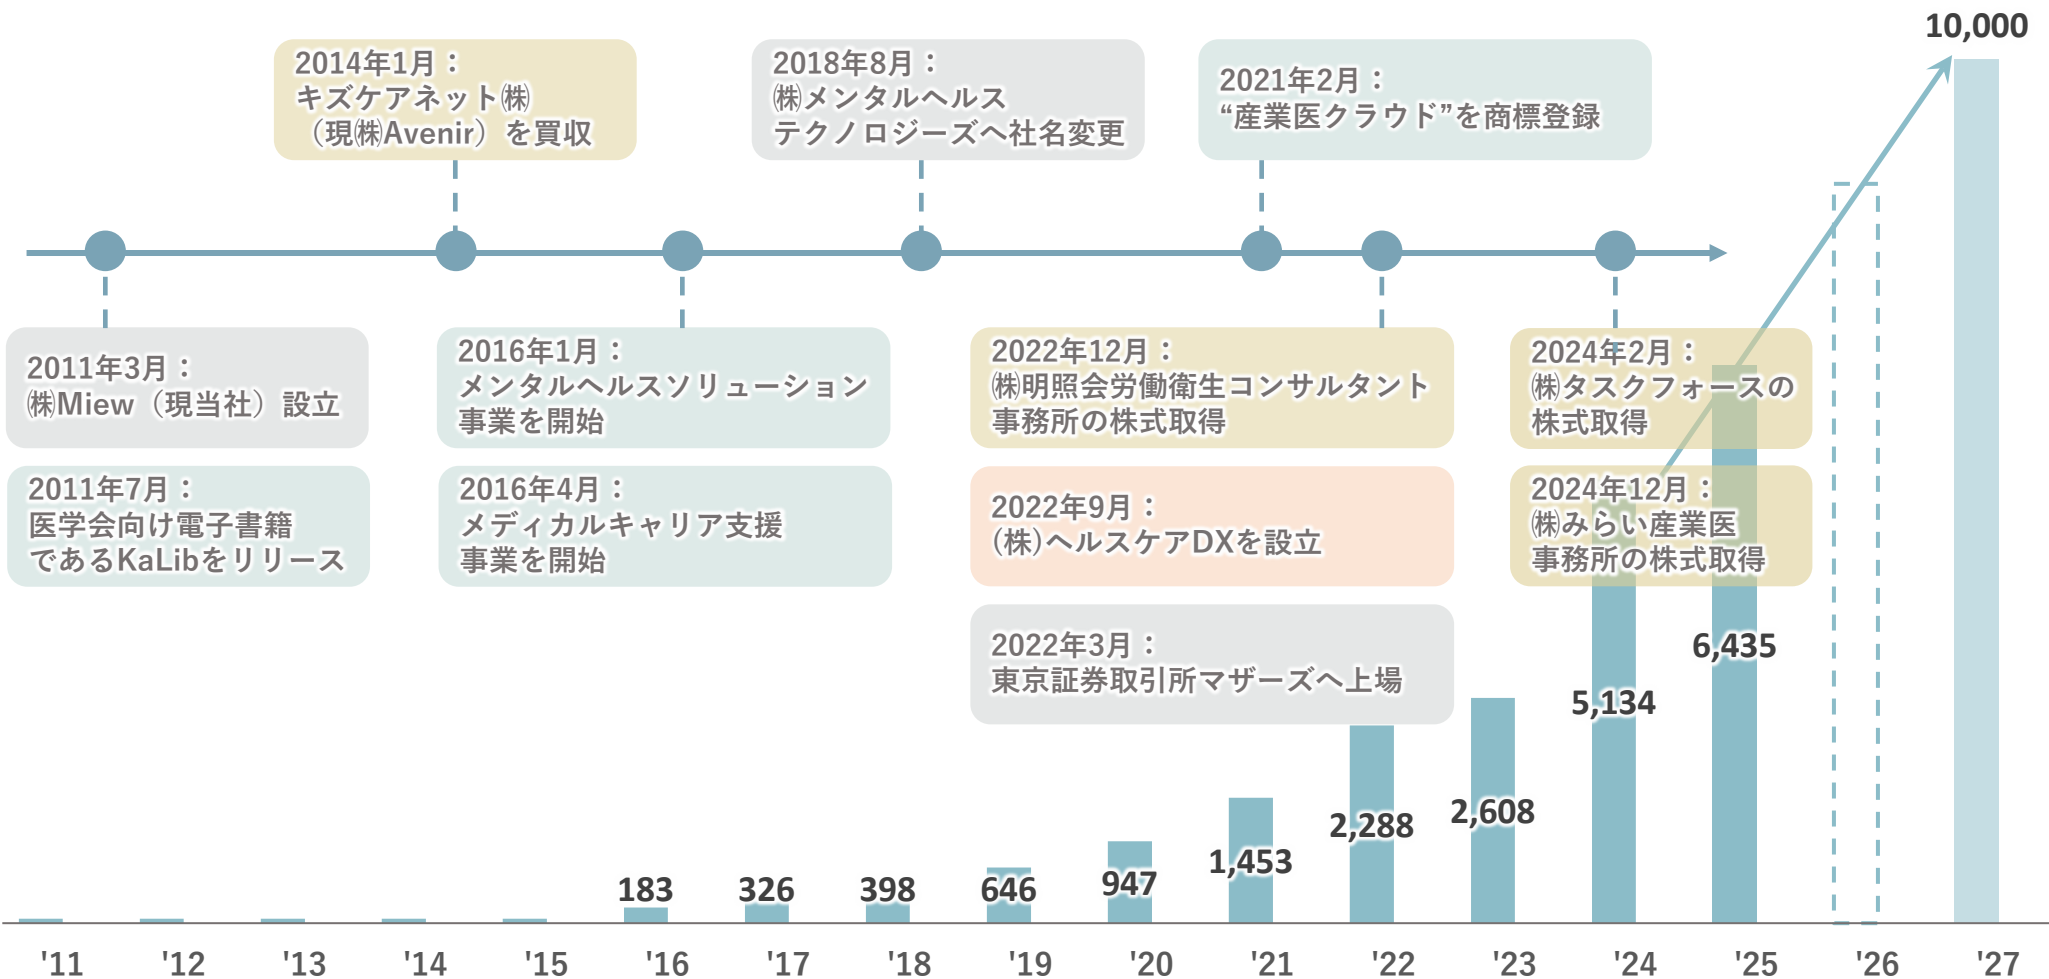 10,000
2014年1月：
キズケアネット㈱
（現㈱Avenir）を買収
2018年8月：
㈱メンタルヘルス
テクノロジーズへ社名変更
2021年2月：
“産業医クラウド”を商標登録
2011年3月：
㈱Miew（現当社）設立
2011年7月：
医学会向け電子書籍
であるKaLibをリリース
2016年1月：
メンタルヘルスソリューション
事業を開始
2016年4月：
メディカルキャリア支援
事業を開始
2022年12月：
㈱明照会労働衛生コンサルタント
事務所の株式取得
2022年9月：
(株)ヘルスケアDXを設立
2022年3月：
東京証券取引所マザーズへ上場
2024年2月：
㈱タスクフォースの
株式取得
2024年12月：
㈱みらい産業医
事務所の株式取得
183
326
398
646
947
1,453
2,288
2,608
5,134
6,435
'11
'12
'13
'14
'15
'16
'17
'18
'19
'20
'21
'22
'23
'24
'25
'26
'27